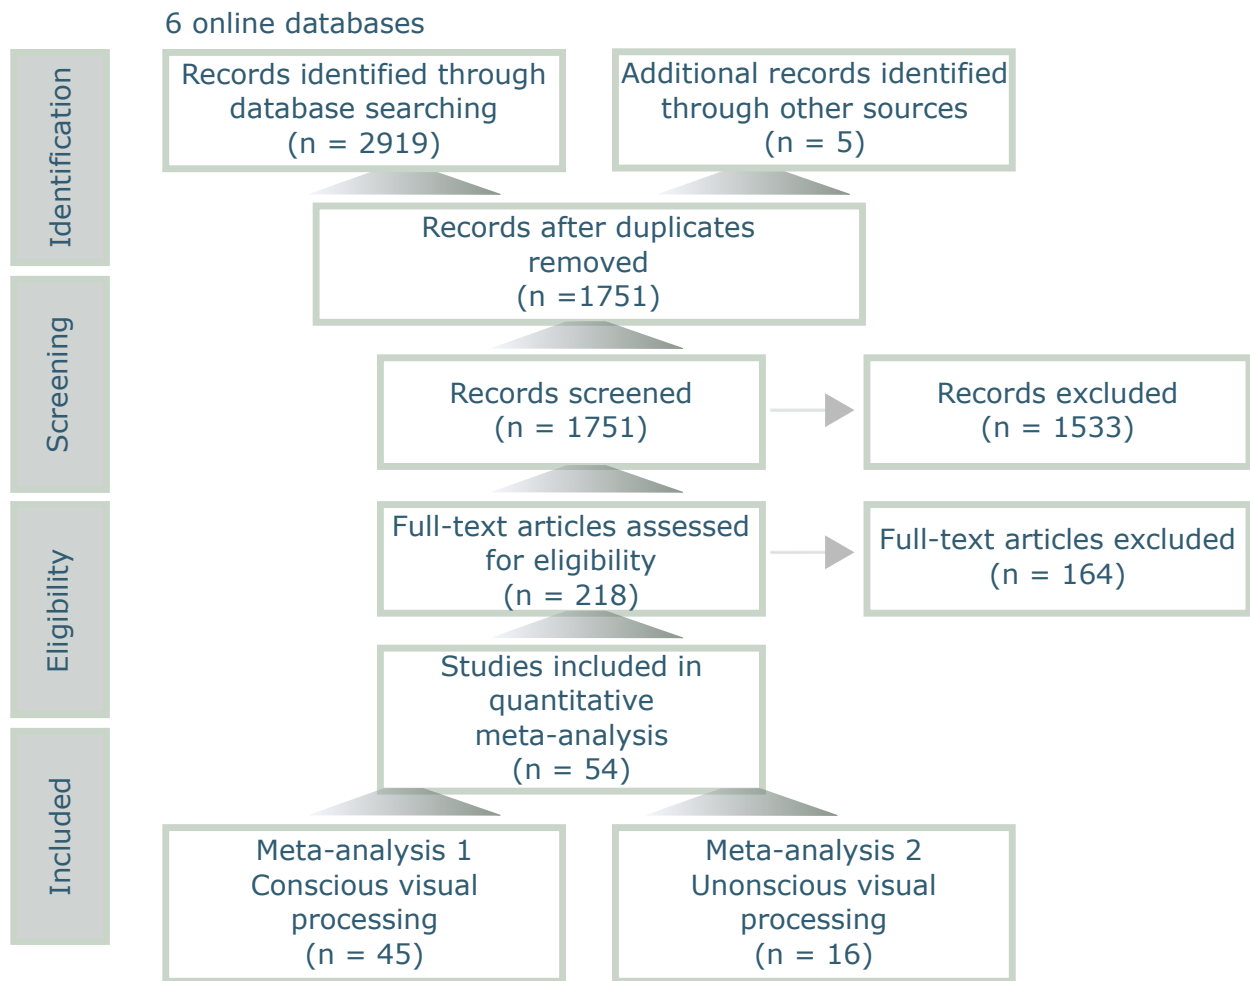 6 online databases
Identification
Records identified through
database searching
(n = 2919)
Additional records identified
through other sources
(n = 5)
Records after duplicates
removed
(n =1751)
Screening
Records screened
(n = 1751)
Records excluded
(n = 1533)
Eligibility
Full-text articles assessed
for eligibility
(n = 218)
Full-text articles excluded
(n = 164)
Studies included in
quantitative
meta-analysis
(n = 54)
Included
Meta-analysis 1
Conscious visual
processing
(n = 45)
Meta-analysis 2
Unonscious visual
processing
(n = 16)